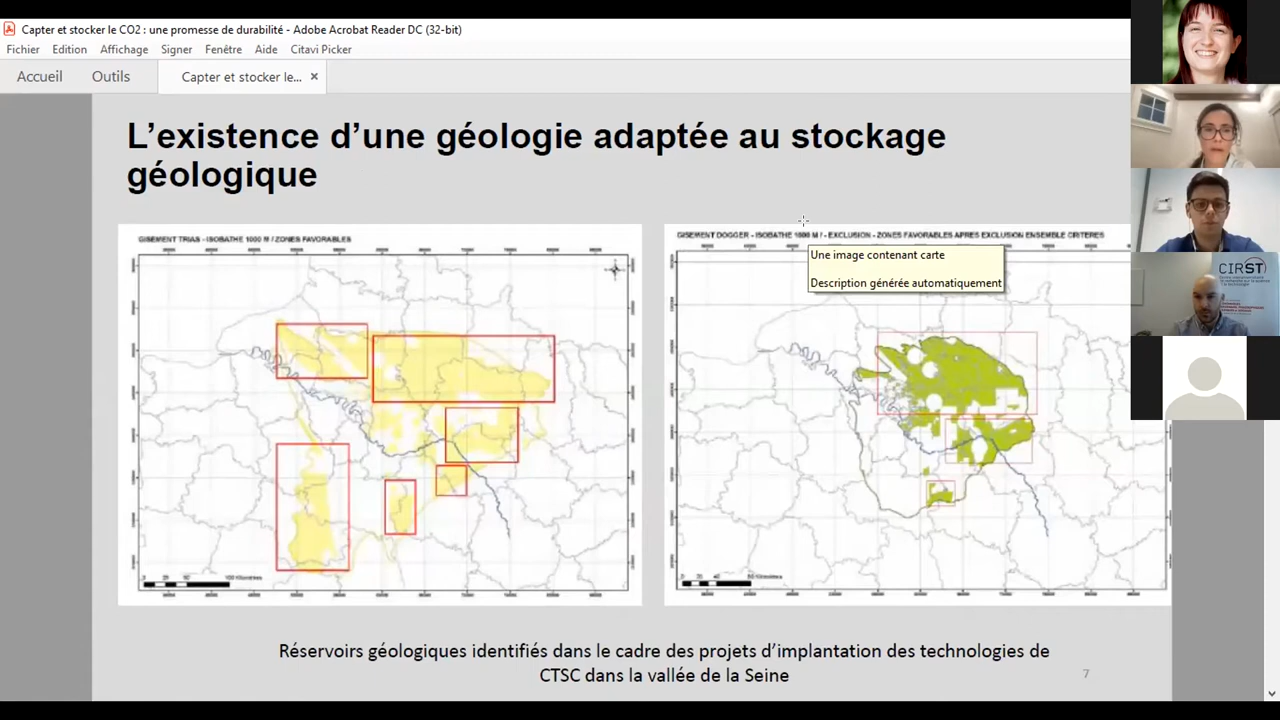 Capter et stocker le CO2 : une promesse de durabilité - Adobe Acrobat Reader DC (32-bit)
Fichier Edition Affichage Signer Fenêtre Aide Citavi Picker
Accueil Outils Capter et stocker le... ×
L’existence d’une géologie adaptée au stockage
géologique
GISEMENT TRIAS - ISOBATHE 1000 M / ZONES FAVORABLES
GISEMENT DOGGER - ISOBATHE 1000 M / - EXCLUSION - ZONES FAVORABLES APRES EXCLUSION ENSEMBLE CRITERES
Une image contenant carte
Description générée automatiquement
Réservoirs géologiques identifiés dans le cadre des projets d’implantation des technologies de
CTSC dans la vallée de la Seine
7
CIRST